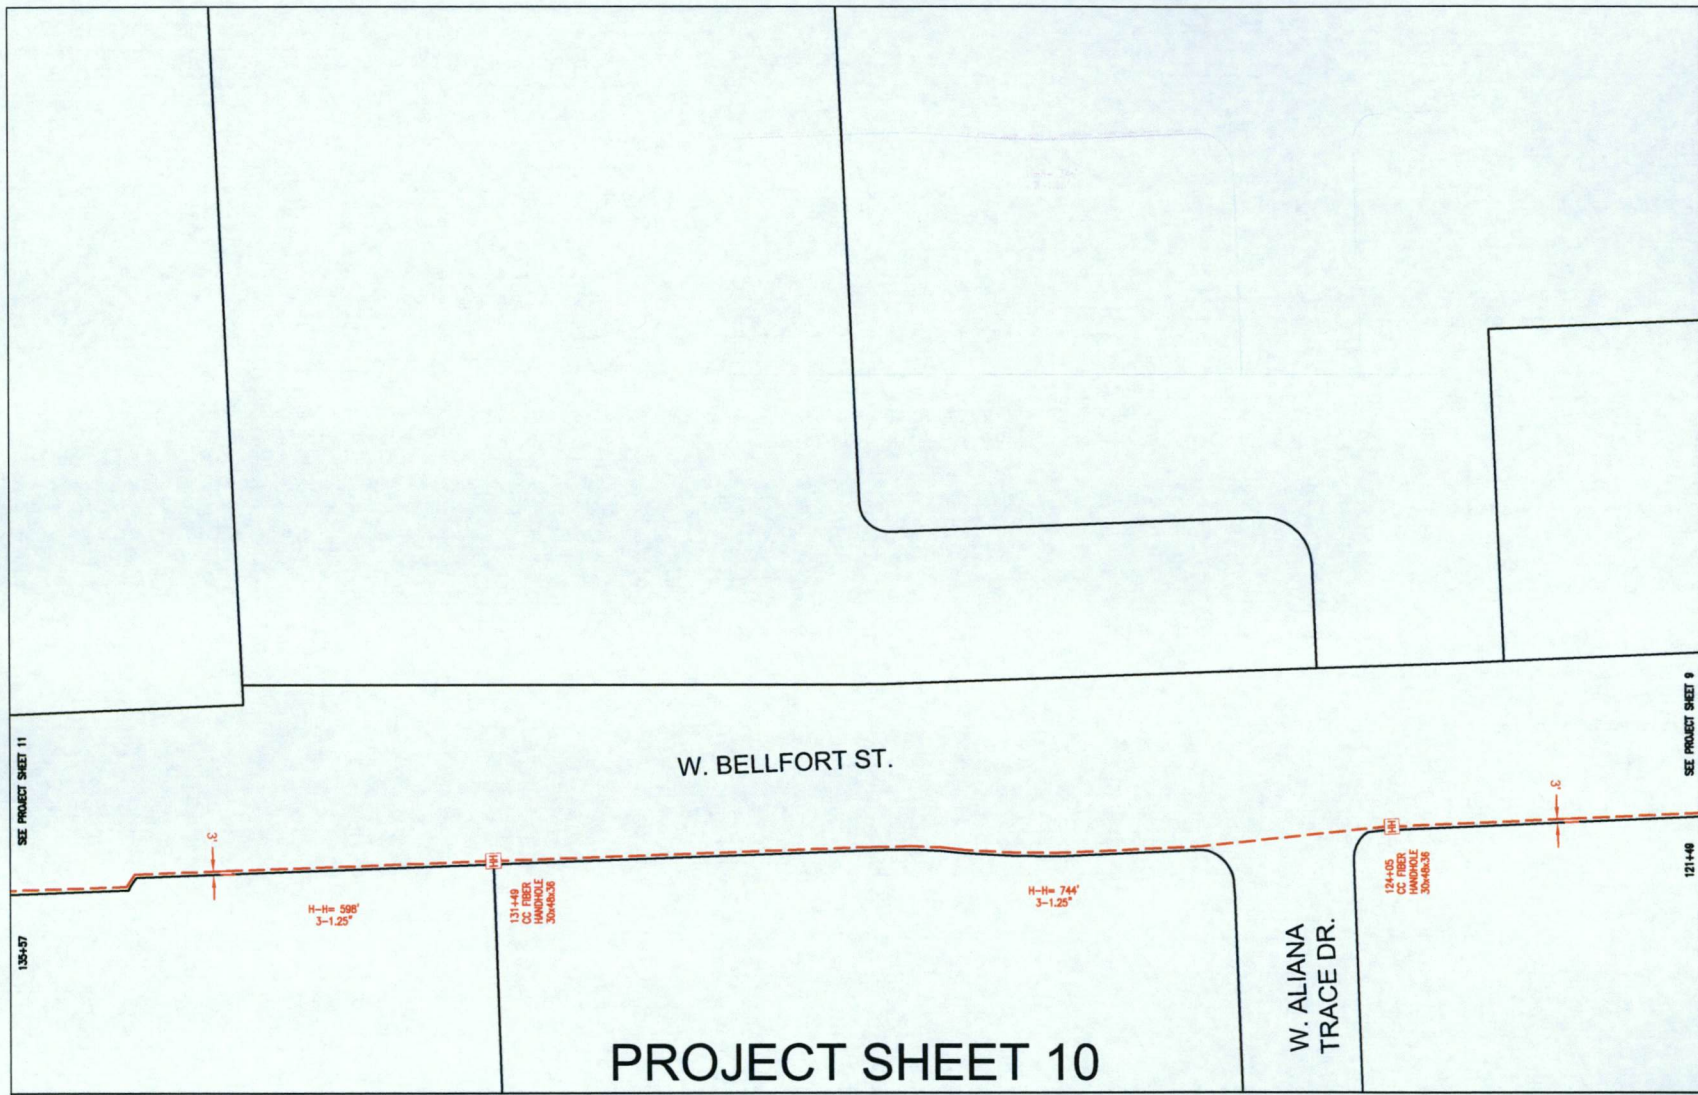 SEE PROJECT SHEET 11
135+57
3'
H-H= 598'
3-1.25"
HH
131+49
CC FIBER
HANDHOLE
30x48x36
W. BELLFORT ST.
H-H= 744'
3-1.25"
W. ALIANA
TRACE DR.
HH
124+05
CC FIBER
HANDHOLE
30x48x36
3'
SEE PROJECT SHEET 9
121+49
PROJECT SHEET 10